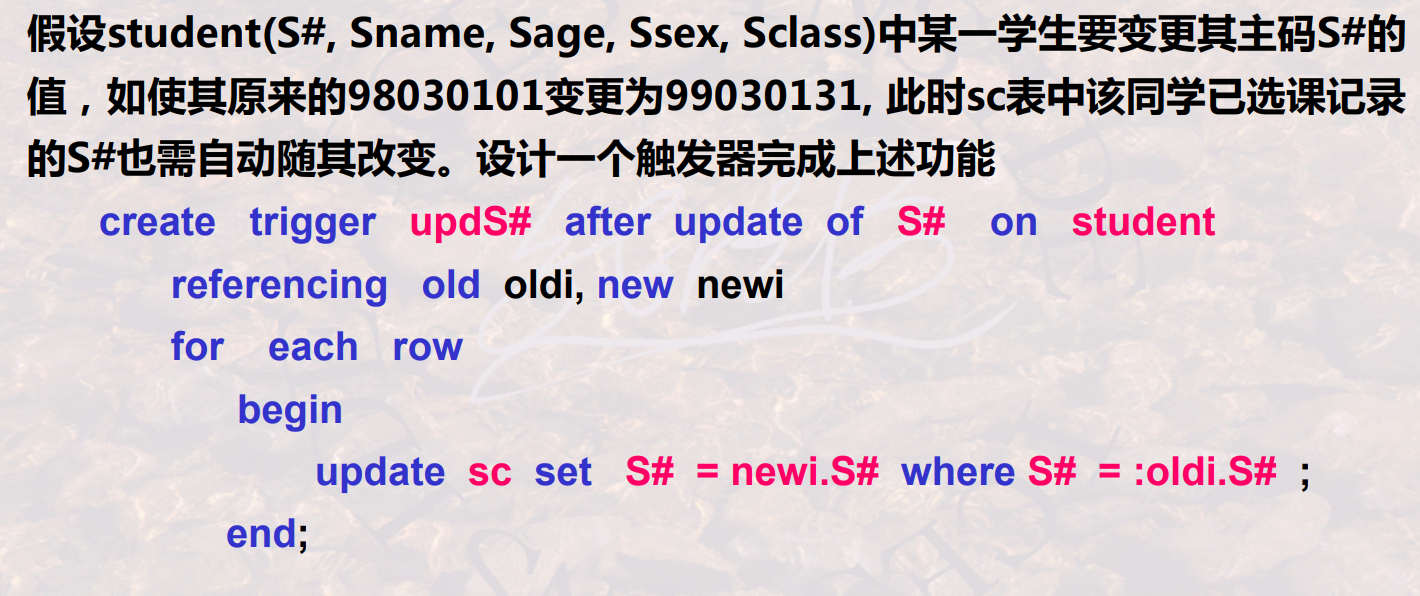 假设student(S#, Sname, Sage, Ssex, Sclass)中某一学生要变更其主码S#的
值，如使其原来的98030101变更为99030131, 此时sc表中该同学已选课记录
的S#也需自动随其改变。设计一个触发器完成上述功能
create trigger updS# after update of S# on student
referencing old oldi, new newi
for each row
begin
update sc set S# = newi.S# where S# = :oldi.S# ;
end;